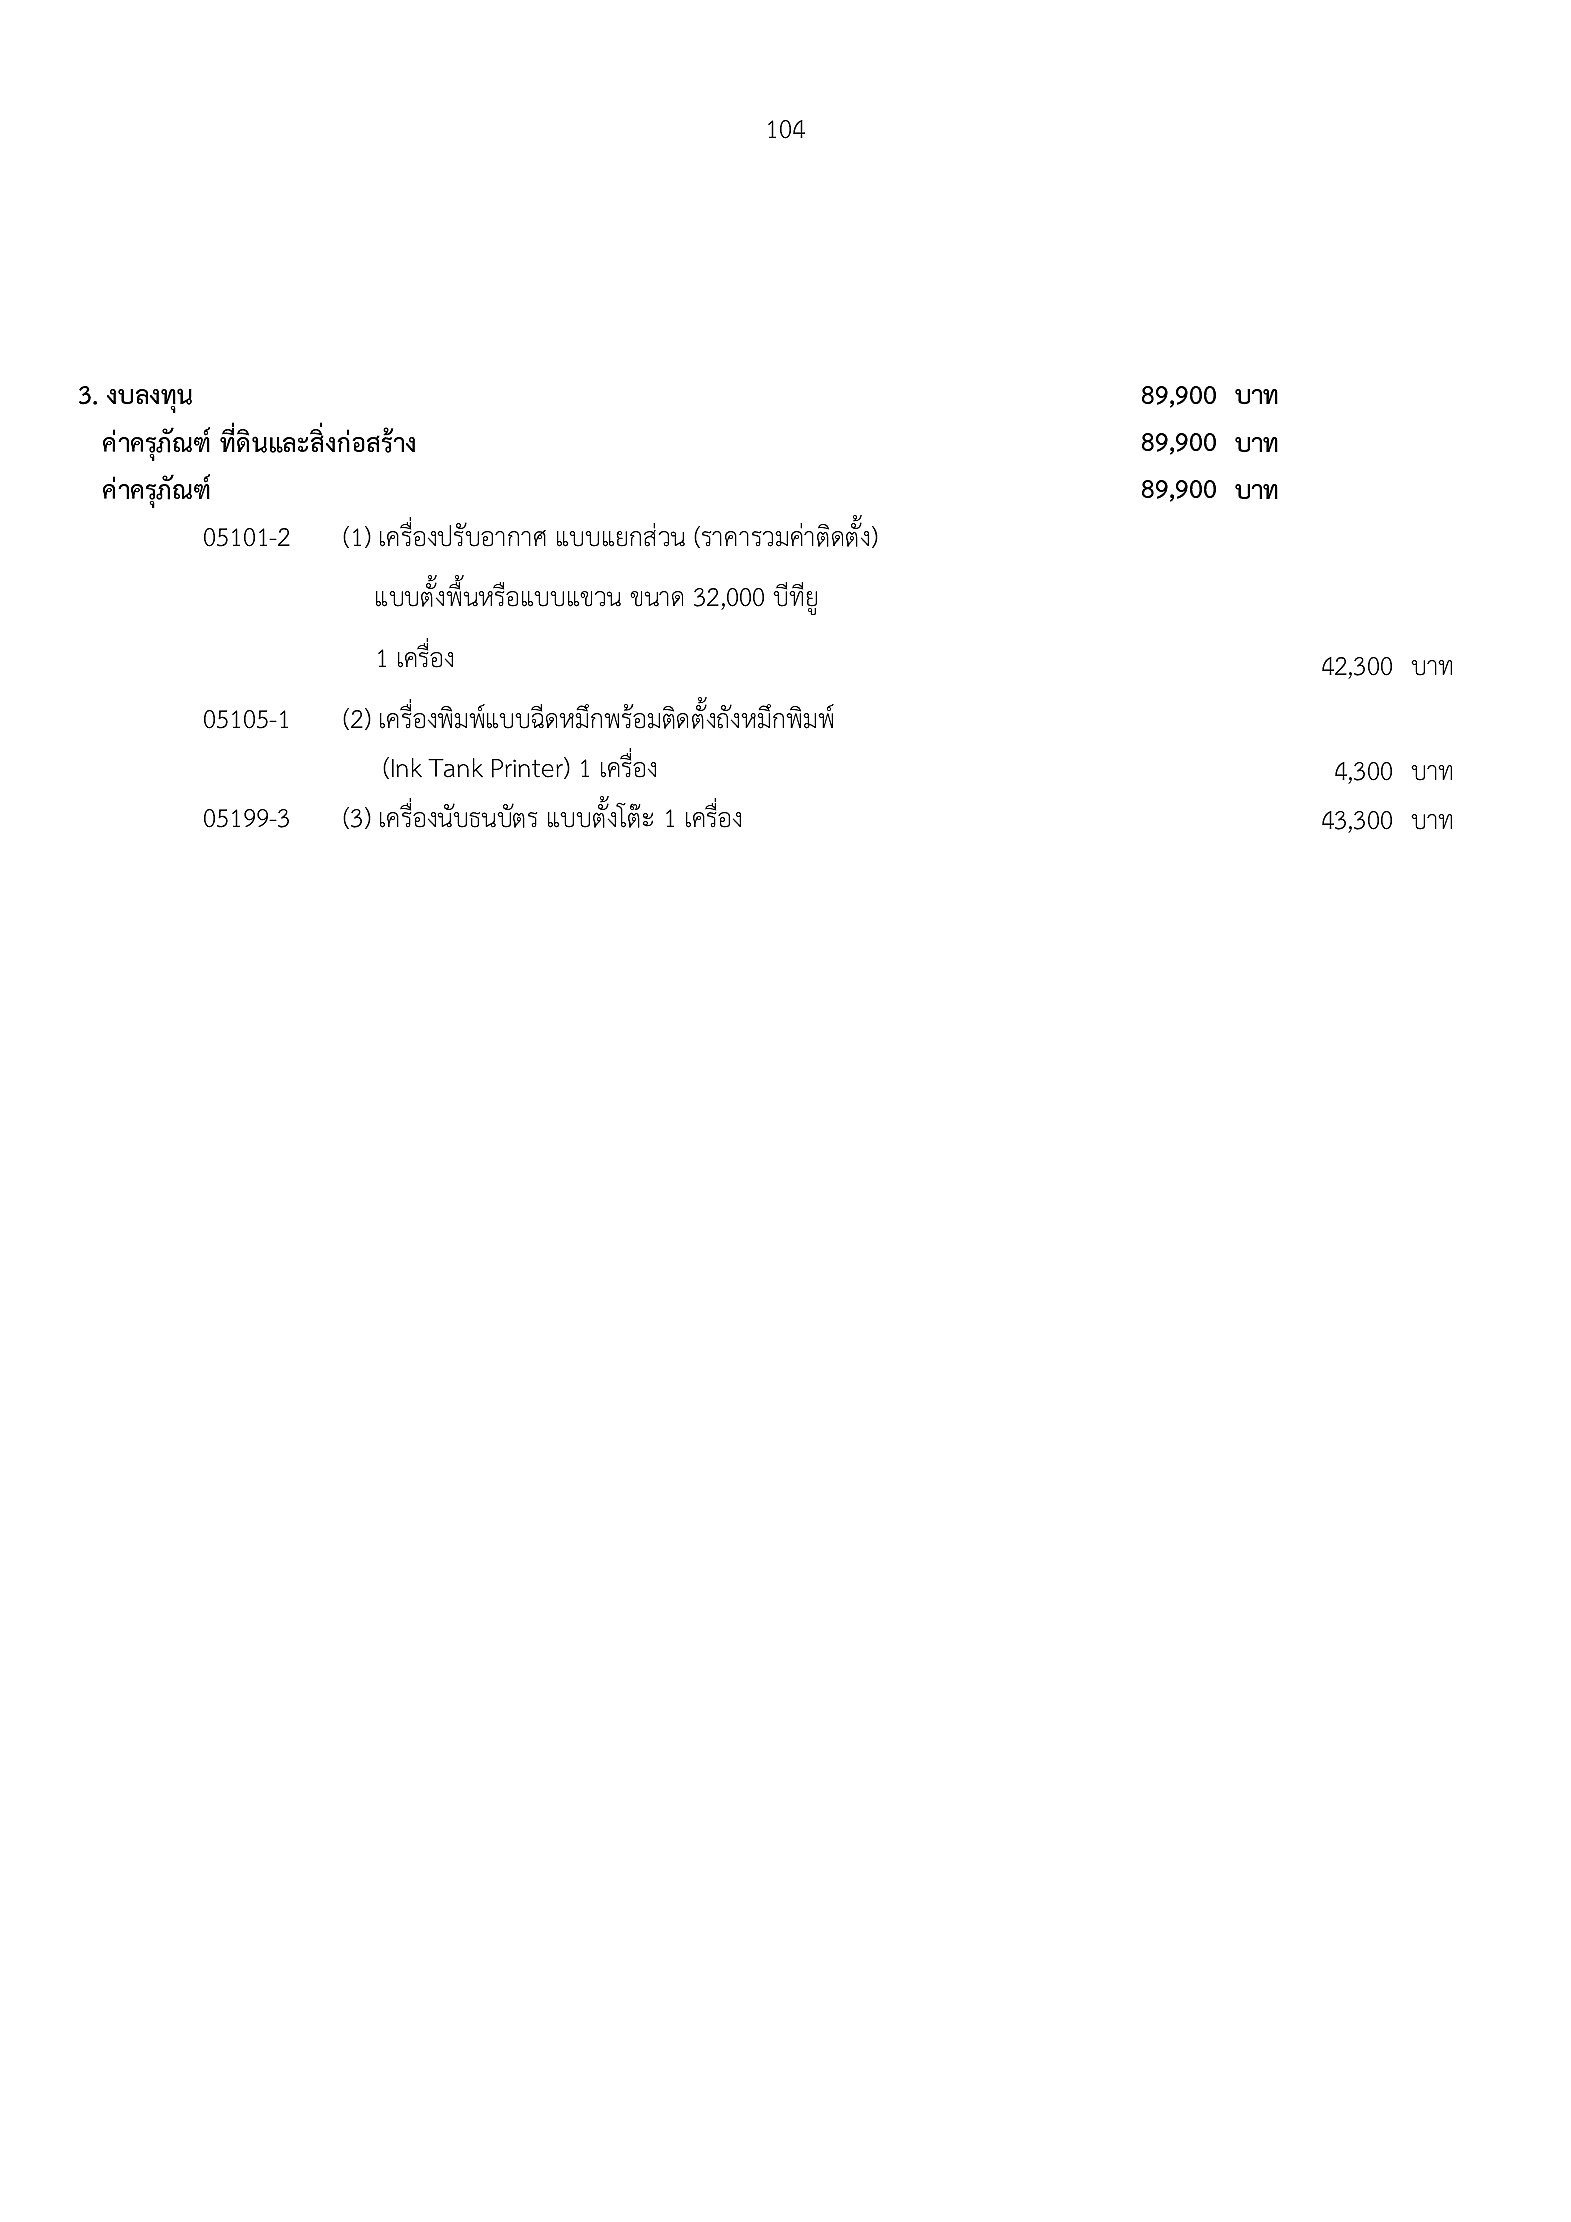 104
3. งบลงทุน 89,900 บาท
ค่าครุภัณฑ์ ที่ดินและสิ่งก่อสร้าง 89,900 บาท
ค่าครุภัณฑ์ 89,900 บาท
05101-2 (1) เครื่องปรับอากาศ แบบแยกส่วน (ราคารวมค่าติดตั้ง)
แบบตั้งพื้นหรือแบบแขวน ขนาด 32,000 บีทียู
1 เครื่อง 42,300 บาท
05105-1 (2) เครื่องพิมพ์แบบฉีดหมึกพร้อมติดตั้งถังหมึกพิมพ์
(Ink Tank Printer) 1 เครื่อง 4,300 บาท
05199-3 (3) เครื่องนับธนบัตร แบบตั้งโต๊ะ 1 เครื่อง 43,300 บาท